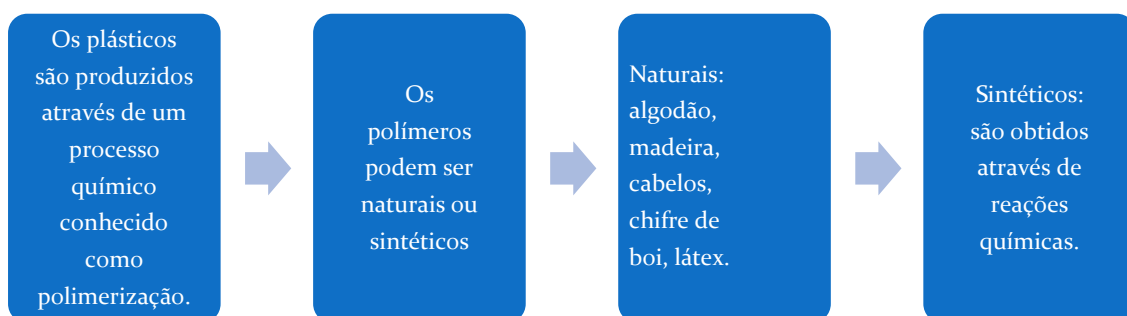 Os plásticos
são produzidos
através de um
processo
químico
conhecido
como
polimerização.
Os
polímeros
podem ser
naturais ou
sintéticos
Naturais:
algodão,
madeira,
cabelos,
chifre de
boi, látex.
Sintéticos:
são obtidos
através de
reações
químicas.